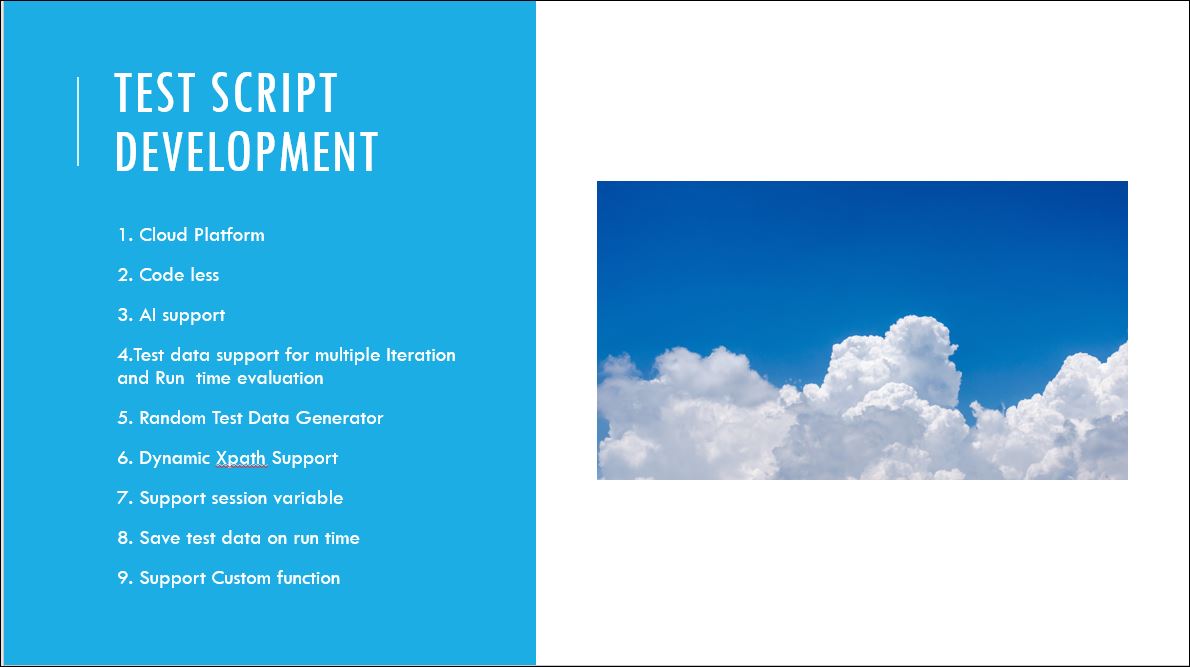 TEST SCRIPT
DEVELOPMENT
1. Cloud Platform
2. Code less
3. AI support
4.Test data support for multiple Iteration
and Run  time evaluation
5. Random Test Data Generator
6. Dynamic Xpath Support
7. Support session variable
8. Save test data on run time
9. Support Custom function